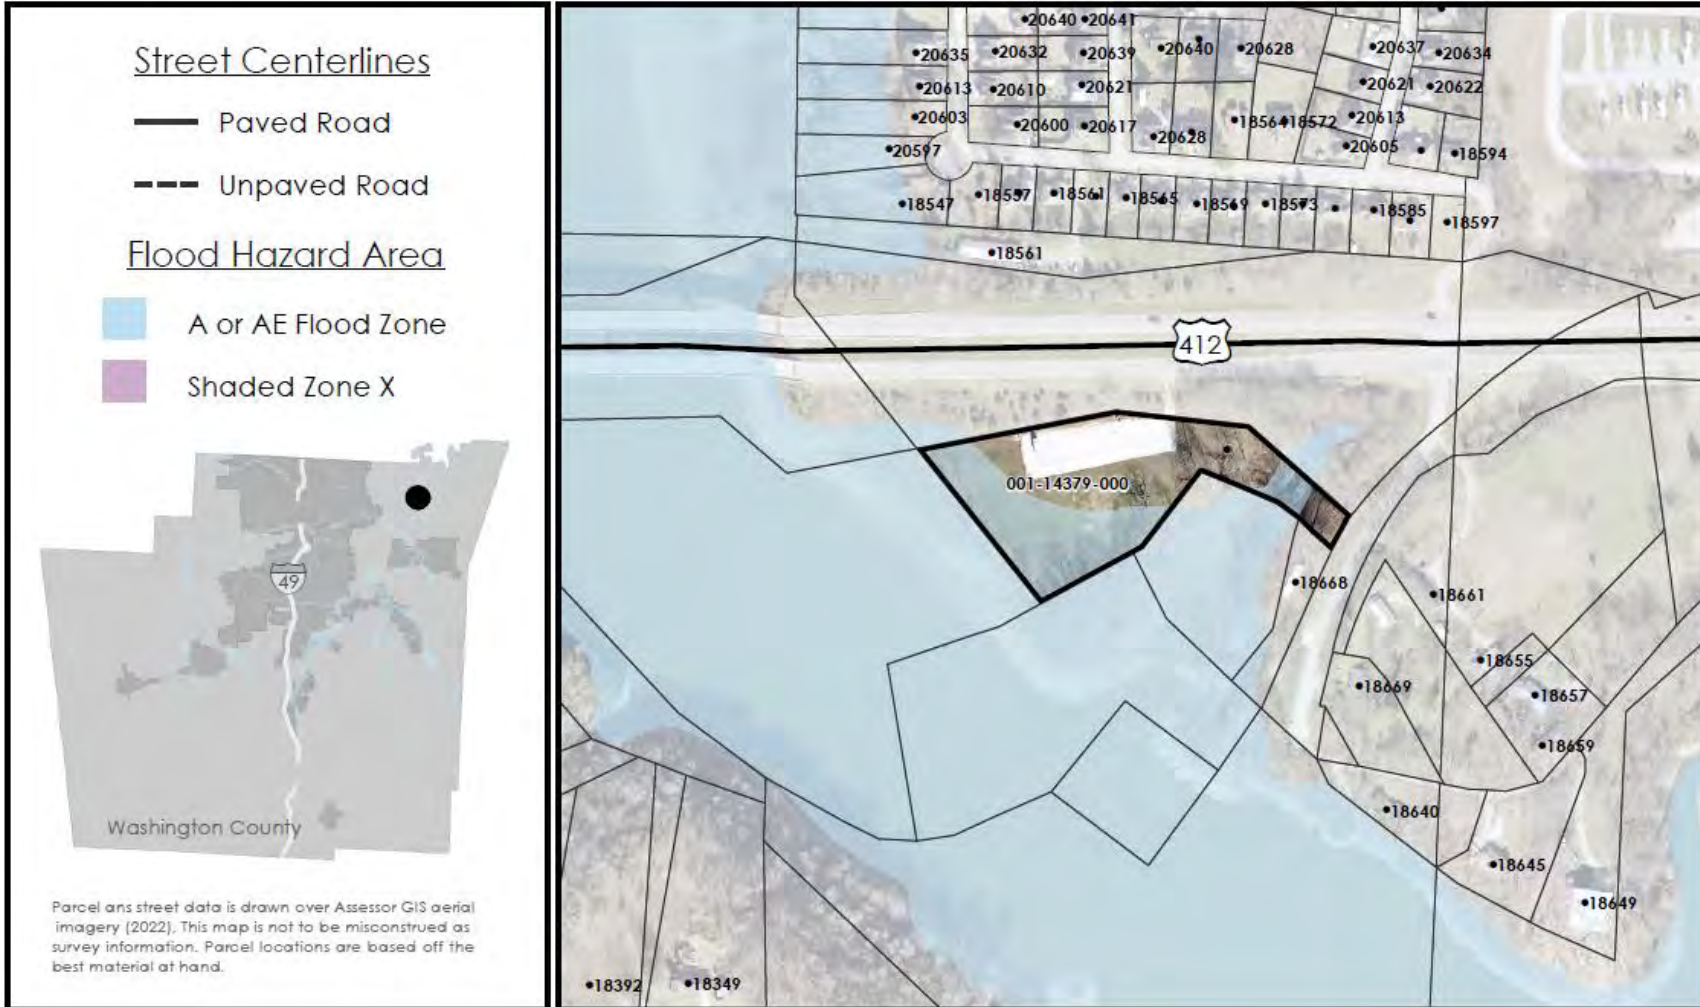 Street Centerlines
Paved Road
Unpaved Road
Flood Hazard Area
A or AE Flood Zone
Shaded Zone X
49
Washington County
Parcel ans street data is drawn over Assessor GIS aerial
imagery (2022). This map is not to be misconstrued as
survey information. Parcel locations are based off the
best material at hand.
20640 20641
20635 20632 20639 20640 20628 20637 20634
20613 20610 20621 20621 20622
20603 20600 20617 20628 18564 18572 20613
20597 20605 18594
18547 18557 18561 18565 18569 18573 18585 18597
18561
412
001-14379-000
18668 18661
18655
18669 18657
18659
18640
18645
18649
18392 18349